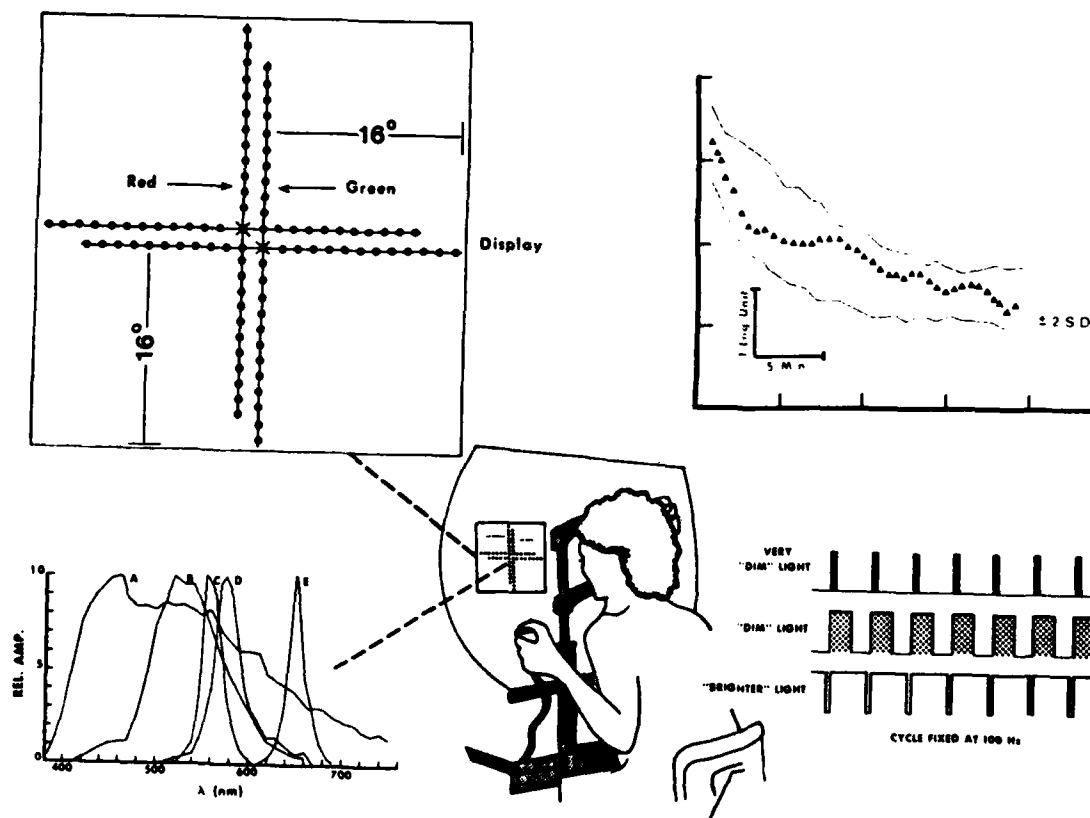 16°
Red
Green
Display
16°
± 2 S D
1 Log Unit
5 Min
10
5
0
REL. AMP.
A
B
C
D
E
400
500
600
700
λ (nm)
VERY
"DIM" LIGHT
"DIM" LIGHT
"BRIGHTER" LIGHT
CYCLE FIXED AT 100 Hz